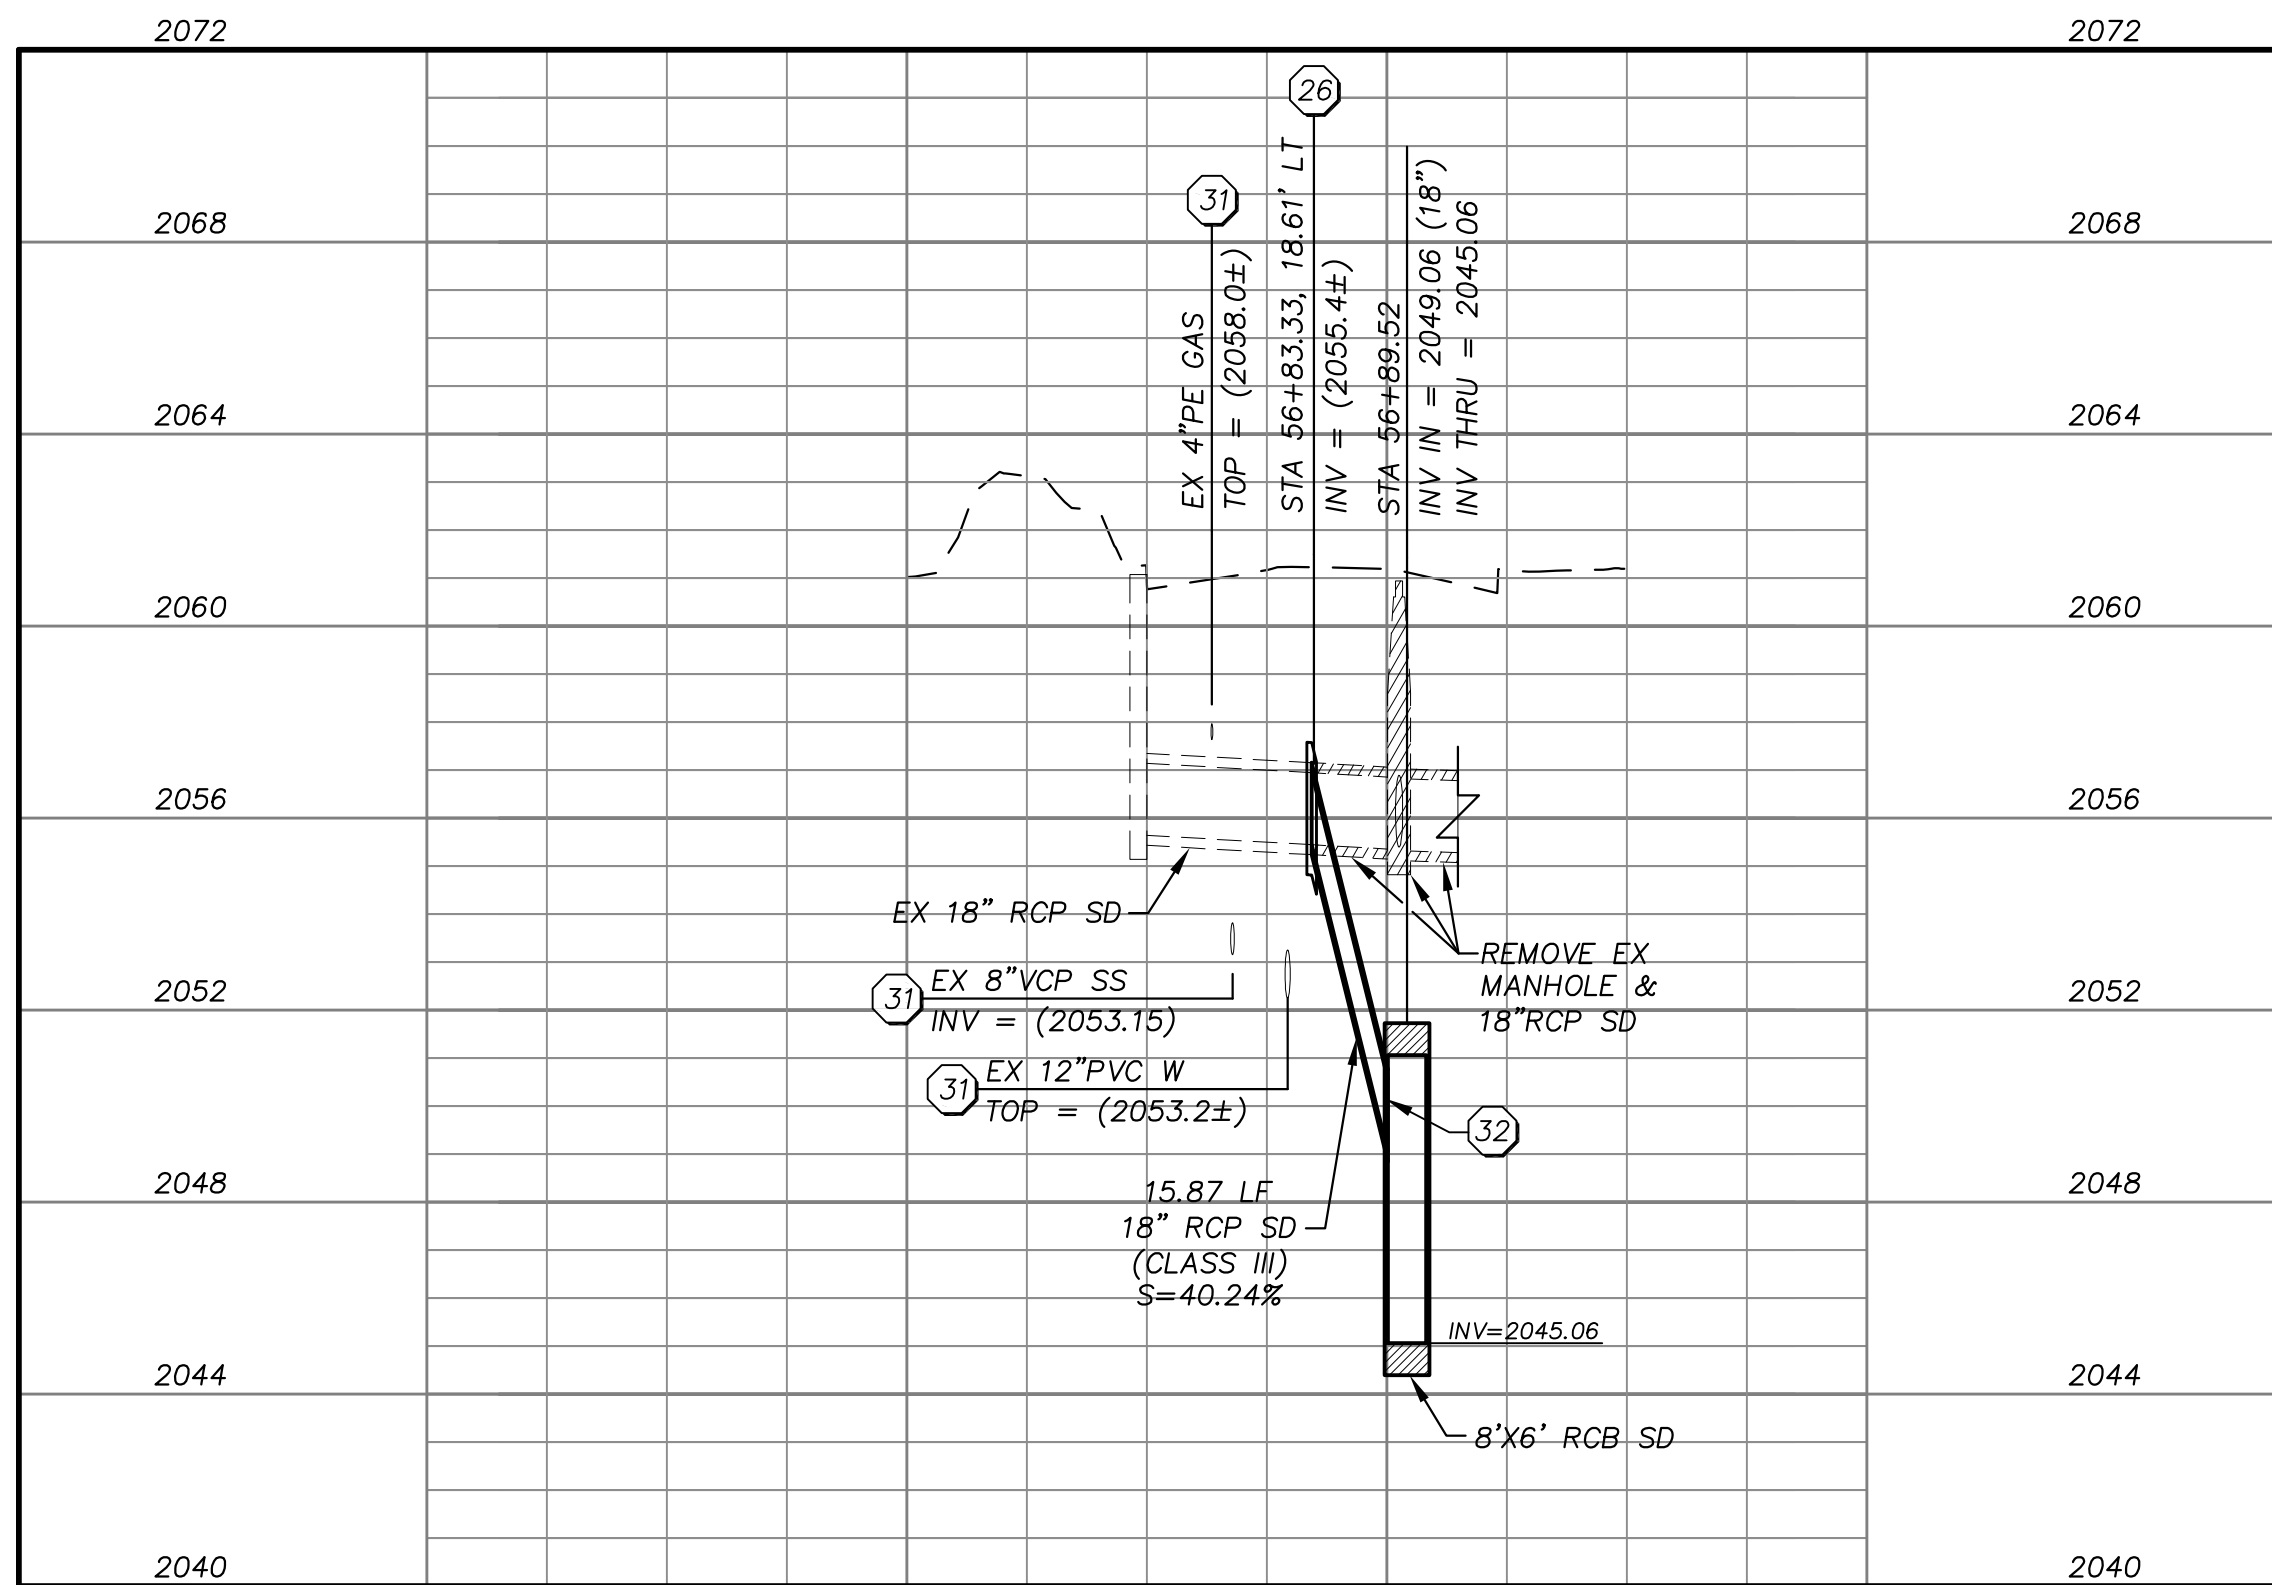 2072
2072
26
31
2068
2068
EX 4"PE GAS
TOP = (2058.0±)
STA 56+83.33, 18.61' LT
INV = (2055.4±)
STA 56+89.52
INV IN = 2049.06 (18")
INV THRU = 2045.06
2064
2064
2060
2060
2056
2056
EX 18" RCP SD
REMOVE EX
MANHOLE &
18"RCP SD
2052
2052
31
EX 8"VCP SS
INV = (2053.15)
31
EX 12"PVC W
TOP = (2053.2±)
32
2048
2048
15.87 LF
18" RCP SD
(CLASS III)
S=40.24%
INV=2045.06
2044
2044
8'X6' RCB SD
2040
2040